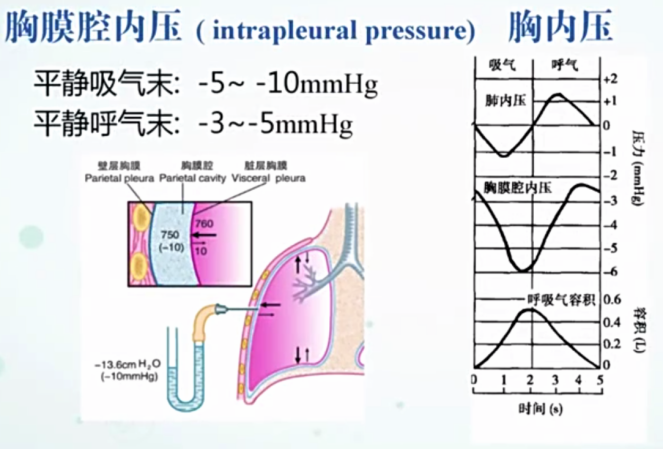 胸膜腔内压 ( intrapleural pressure) 胸内压
平静吸气末: -5~ -10mmHg
平静呼气末: -3~-5mmHg
壁层胸膜 胸膜腔 脏层胸膜
Parietal pleura Parietal cavity Visceral pleura
750
(-10)
760
10
-13.6cm H₂O
(-10mmHg)
吸气 呼气
肺内压
胸膜腔内压
呼吸气容积
+2
+1
0
-1
-2
-3
-4
-5
-6
压力 (mmHg)
0.6
0.4
0.2
0
容积 (L)
0 1 2 3 4 5
时间 (s)